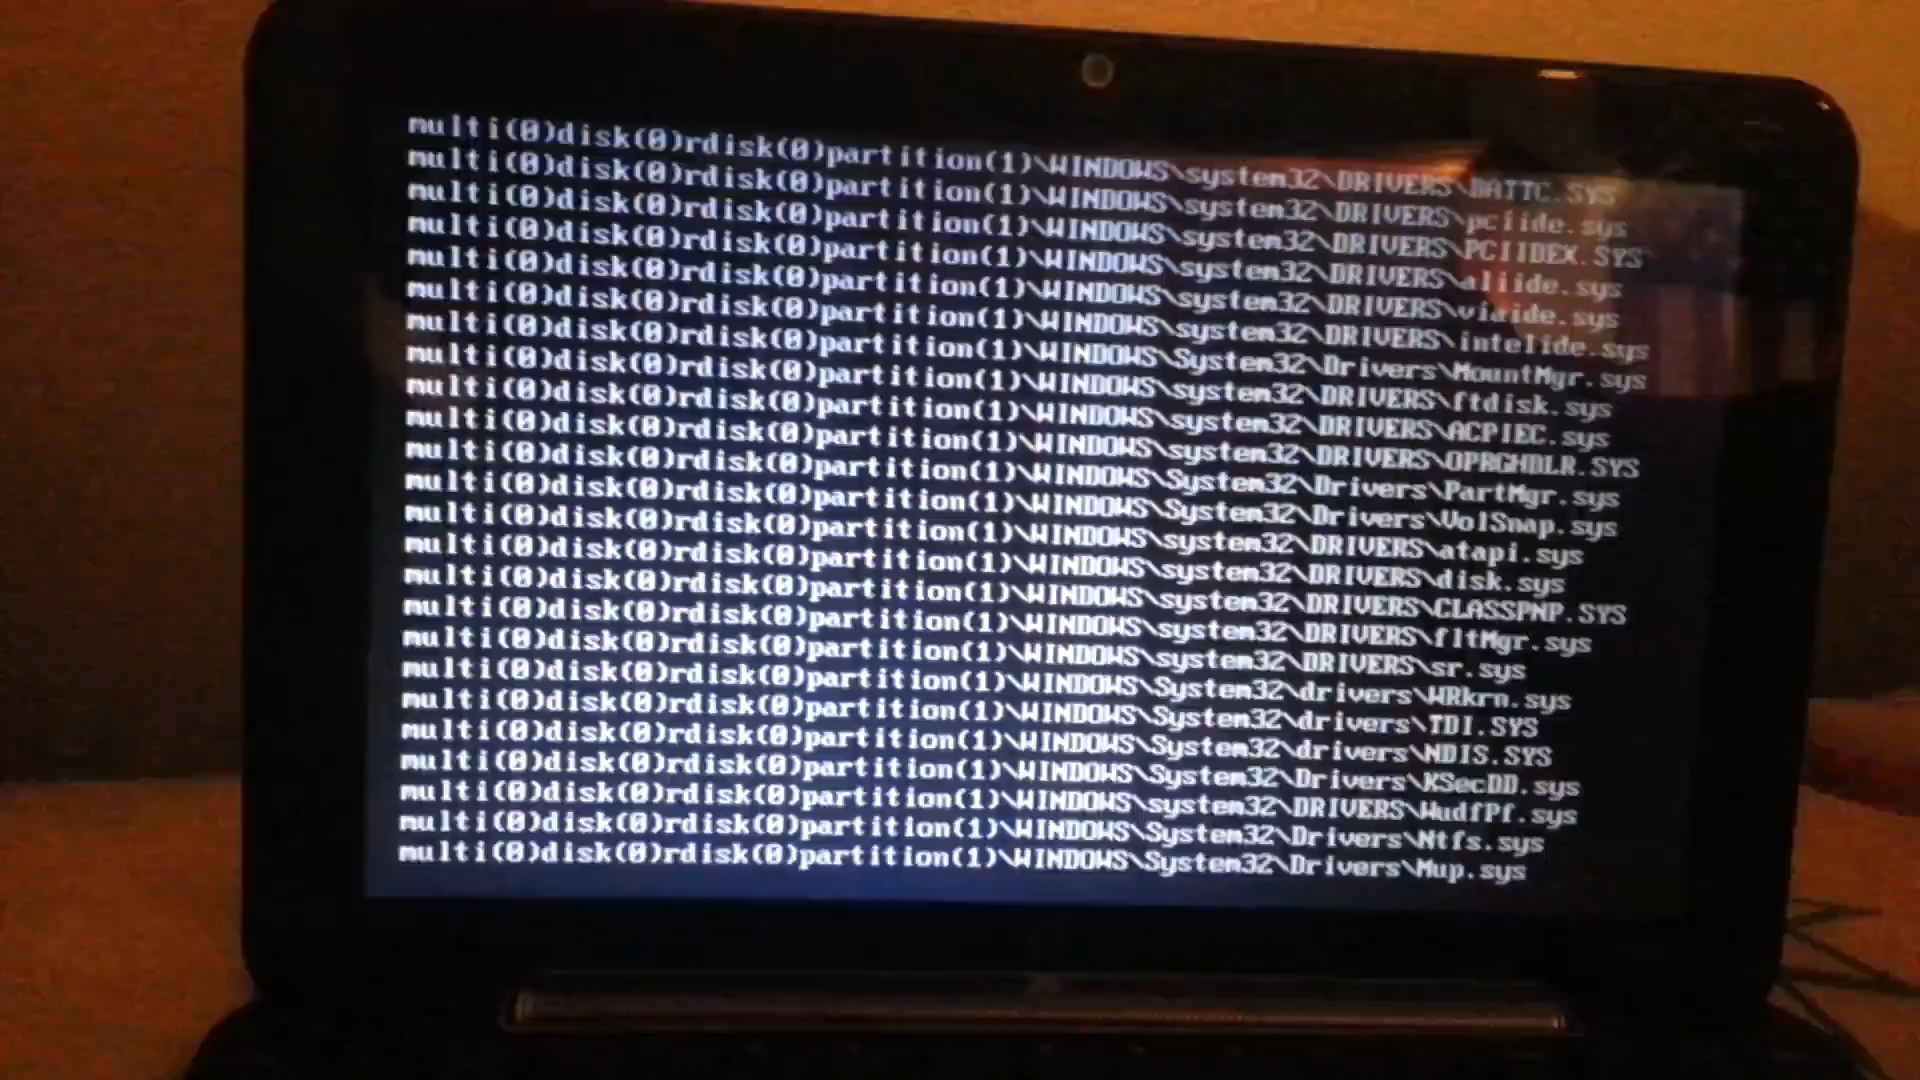 multi(0)disk(0)rdisk(0)partition(1)\WINDOWS\system32\DRIVERS\BATTC.SYS
multi(0)disk(0)rdisk(0)partition(1)\WINDOWS\system32\DRIVERS\pciide.sys
multi(0)disk(0)rdisk(0)partition(1)\WINDOWS\system32\DRIVERS\PCIIDEX.SYS
multi(0)disk(0)rdisk(0)partition(1)\WINDOWS\system32\DRIVERS\aliide.sys
multi(0)disk(0)rdisk(0)partition(1)\WINDOWS\system32\DRIVERS\viaide.sys
multi(0)disk(0)rdisk(0)partition(1)\WINDOWS\system32\DRIVERS\intelide.sys
multi(0)disk(0)rdisk(0)partition(1)\WINDOWS\System32\Drivers\MountMgr.sys
multi(0)disk(0)rdisk(0)partition(1)\WINDOWS\system32\DRIVERS\ftdisk.sys
multi(0)disk(0)rdisk(0)partition(1)\WINDOWS\system32\DRIVERS\ACPIEC.sys
multi(0)disk(0)rdisk(0)partition(1)\WINDOWS\system32\DRIVERS\OPRGHDLR.SYS
multi(0)disk(0)rdisk(0)partition(1)\WINDOWS\System32\Drivers\PartMgr.sys
multi(0)disk(0)rdisk(0)partition(1)\WINDOWS\System32\Drivers\VolSnap.sys
multi(0)disk(0)rdisk(0)partition(1)\WINDOWS\system32\DRIVERS\atapi.sys
multi(0)disk(0)rdisk(0)partition(1)\WINDOWS\system32\DRIVERS\disk.sys
multi(0)disk(0)rdisk(0)partition(1)\WINDOWS\system32\DRIVERS\CLASSPNP.SYS
multi(0)disk(0)rdisk(0)partition(1)\WINDOWS\system32\DRIVERS\fltMgr.sys
multi(0)disk(0)rdisk(0)partition(1)\WINDOWS\system32\DRIVERS\sr.sys
multi(0)disk(0)rdisk(0)partition(1)\WINDOWS\System32\drivers\WRkrn.sys
multi(0)disk(0)rdisk(0)partition(1)\WINDOWS\System32\drivers\TDI.SYS
multi(0)disk(0)rdisk(0)partition(1)\WINDOWS\System32\drivers\NDIS.SYS
multi(0)disk(0)rdisk(0)partition(1)\WINDOWS\System32\Drivers\KSecDD.sys
multi(0)disk(0)rdisk(0)partition(1)\WINDOWS\system32\DRIVERS\WudfPf.sys
multi(0)disk(0)rdisk(0)partition(1)\WINDOWS\System32\Drivers\Ntfs.sys
multi(0)disk(0)rdisk(0)partition(1)\WINDOWS\System32\Drivers\Mup.sys